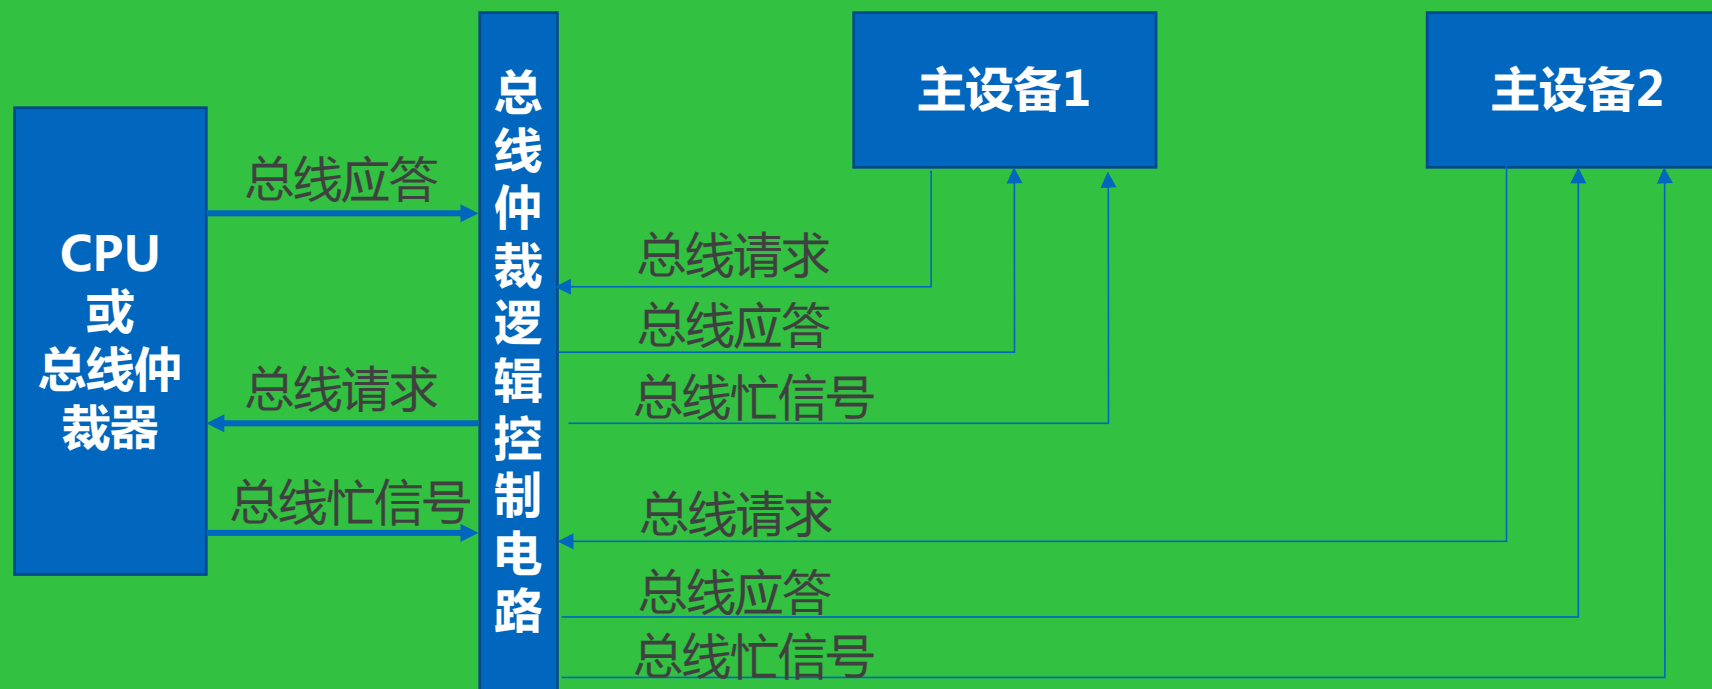 CPU
或
总线仲
裁器
总线应答
总线请求
总线忙信号
总
线
仲
裁
逻
辑
控
制
电
路
主设备1
主设备2
总线请求
总线应答
总线忙信号
总线请求
总线应答
总线忙信号